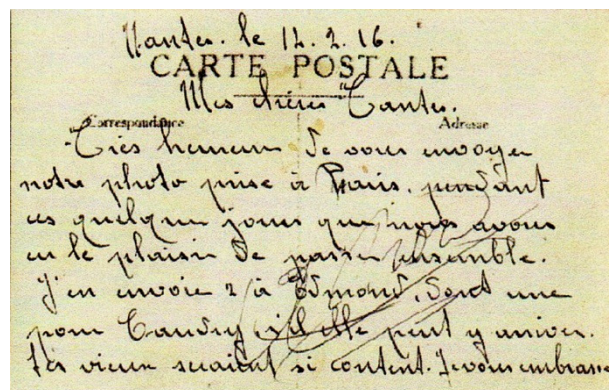 Nantes. le 12.2.16.
CARTE POSTALE
Mes chères Tantes.
Correspondance Adresse
Très heureux de vous envoyer
notre photo prise à Paris, pendant
ces quelques jours que nous avons
eu le plaisir de passer ensemble.
J'en envoie 2 à Edmond, dont une
pour Caudry si elle peut y arriver.
Les vieux seraient si content. Je vous embrasse